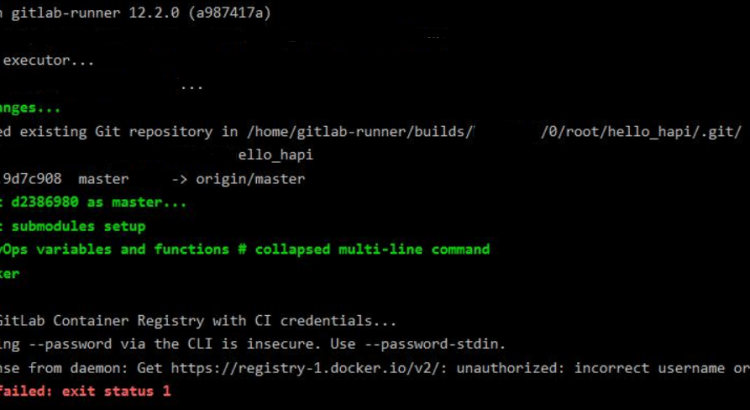 gitlab-runner 12.2.0 (a987417a)
executor...
...
anges...
ed existing Git repository in /home/gitlab-runner/builds/ /0/root/hello_hapi/.git/
ello_hapi
9d7c908 master -> origin/master
d2386980 as master...
submodules setup
Ops variables and functions # collapsed multi-line command
ker
GitLab Container Registry with CI credentials...
ing --password via the CLI is insecure. Use --password-stdin.
nse from daemon: Get https://registry-1.docker.io/v2/: unauthorized: incorrect username or
failed: exit status 1